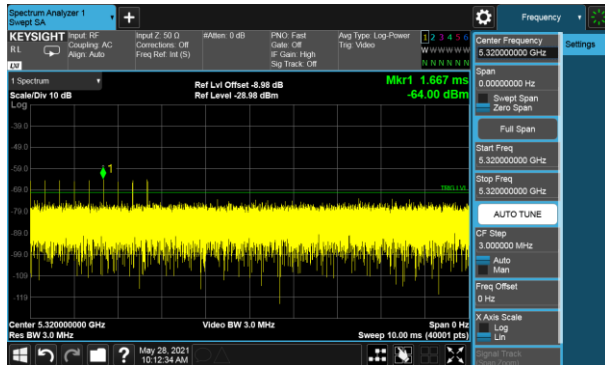 Spectrum Analyzer 1
Swept SA
+
Frequency
KEYSIGHT
RL
LXI
Input: RF
Coupling: AC
Align: Auto
Input Z: 50 Ω
Corrections: Off
Freq Ref: Int (S)
#Atten: 0 dB
PNO: Fast
Gate: Off
IF Gain: High
Sig Track: Off
Avg Type: Log-Power
Trig: Video
1 2 3 4 5 6
W W W W W W
N N N N N N
Center Frequency
5.320000000 GHz
Settings
Span
0.00000000 Hz
Swept Span
Zero Span
Full Span
Start Freq
5.320000000 GHz
Stop Freq
5.320000000 GHz
AUTO TUNE
CF Step
3.000000 MHz
Auto
Man
Freq Offset
0 Hz
X Axis Scale
Log
Lin
Signal Track
(Span Zoom)
1 Spectrum
Scale/Div 10 dB
Log
Ref Lvl Offset -8.98 dB
Ref Level -28.98 dBm
Mkr1 1.667 ms
-64.00 dBm
-39.0
-49.0
-59.0
-69.0
-79.0
-89.0
-99.0
-109
-119
1
TRIG LVL
Center 5.320000000 GHz
Res BW 3.0 MHz
Video BW 3.0 MHz
Span 0 Hz
Sweep 10.00 ms (40001 pts)
?
May 28, 2021
10:12:34 AM